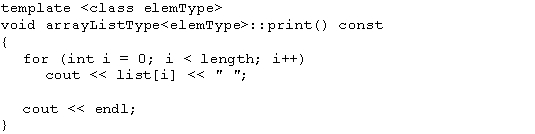 template <class elemType>
void arrayListType<elemType>::print() const
{
for (int i = 0; i < length; i++)
cout << list[i] << " ";
cout << endl;
}